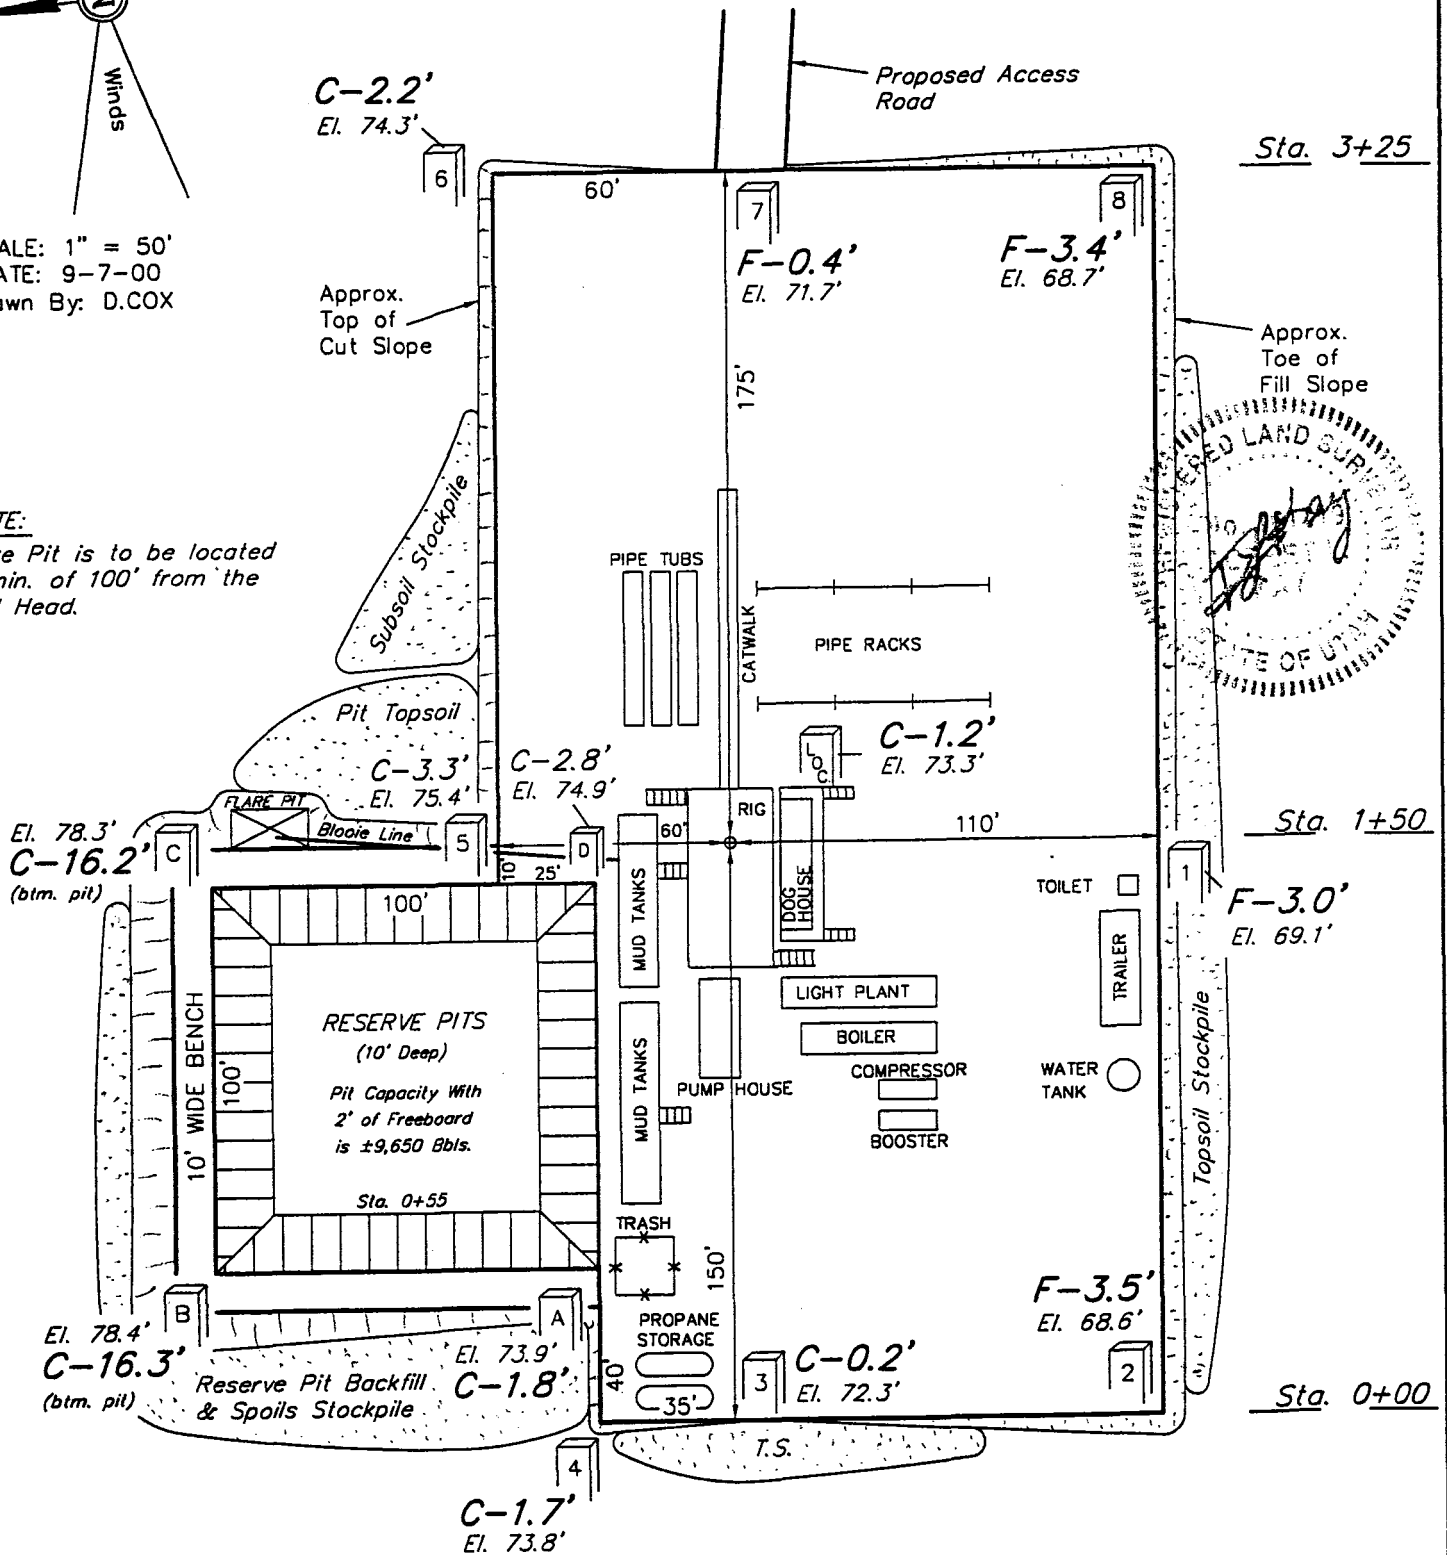 Winds
C-2.2'
El. 74.3'
6
Proposed Access
Road
Sta. 3+25
60'
7
8
F-0.4'
El. 71.7'
F-3.4'
El. 68.7'
ALE: 1" = 50'
ATE: 9-7-00
awn By: D.COX
Approx.
Top of
Cut Slope
175'
Approx.
Toe of
Fill Slope
LAND
STATE OF UTAH
TE:
ve Pit is to be located
min. of 100' from the
l Head.
Subsoil Stockpile
PIPE TUBS
CATWALK
PIPE RACKS
Pit Topsoil
LOC.
C-1.2'
El. 73.3'
C-3.3'
El. 75.4'
C-2.8'
El. 74.9'
FLARE PIT
Blooie Line
El. 78.3'
C-16.2'
(btm. pit)
C
5
D
60'
RIG
110'
Sta. 1+50
10'
25'
100'
MUD TANKS
DOG
HOUSE
TOILET
1
F-3.0'
El. 69.1'
TRAILER
LIGHT PLANT
BOILER
RESERVE PITS
(10' Deep)
Pit Capacity With
2' of Freeboard
is ±9,650 Bbls.
Sta. 0+55
10' WIDE BENCH
100'
MUD TANKS
PUMP HOUSE
COMPRESSOR
BOOSTER
WATER
TANK
Topsoil Stockpile
TRASH
150'
B
A
PROPANE
STORAGE
F-3.5'
El. 68.6'
El. 78.4'
C-16.3'
(btm. pit)
El. 73.9'
C-1.8'
Reserve Pit Backfill
& Spoils Stockpile
40'
35'
3
C-0.2'
El. 72.3'
2
Sta. 0+00
T.S.
4
C-1.7'
El. 73.8'